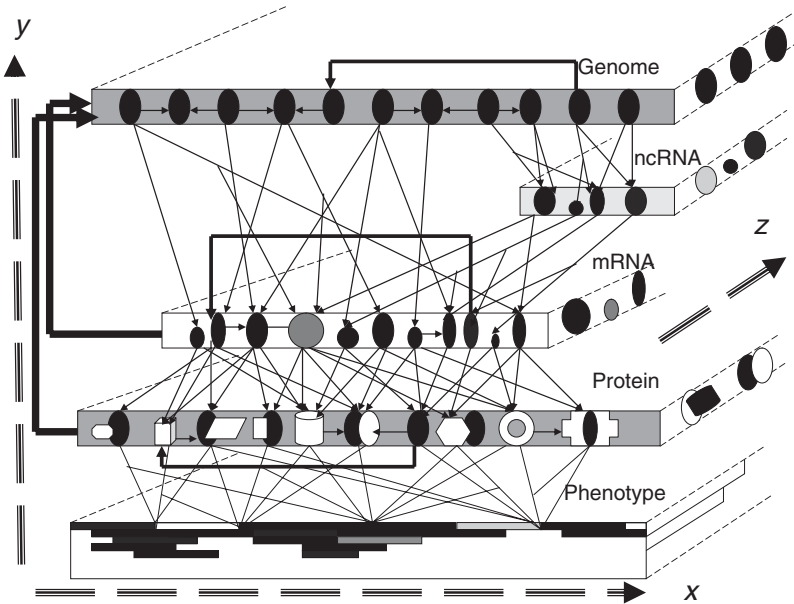 y
Genome
ncRNA
z
mRNA
Protein
Phenotype
x